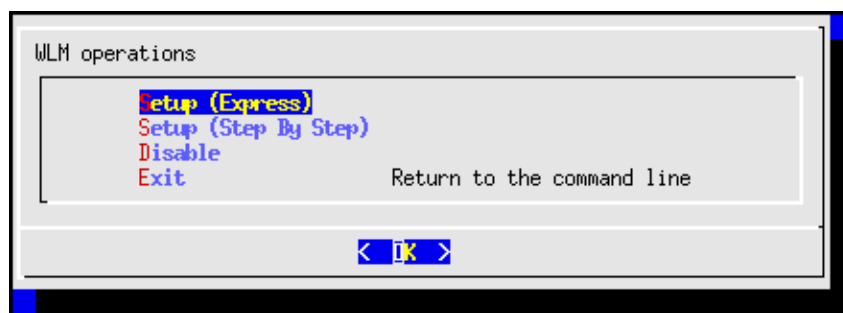 WLM operations
Setup (Express)
Setup (Step By Step)
Disable
Exit Return to the command line
< OK >